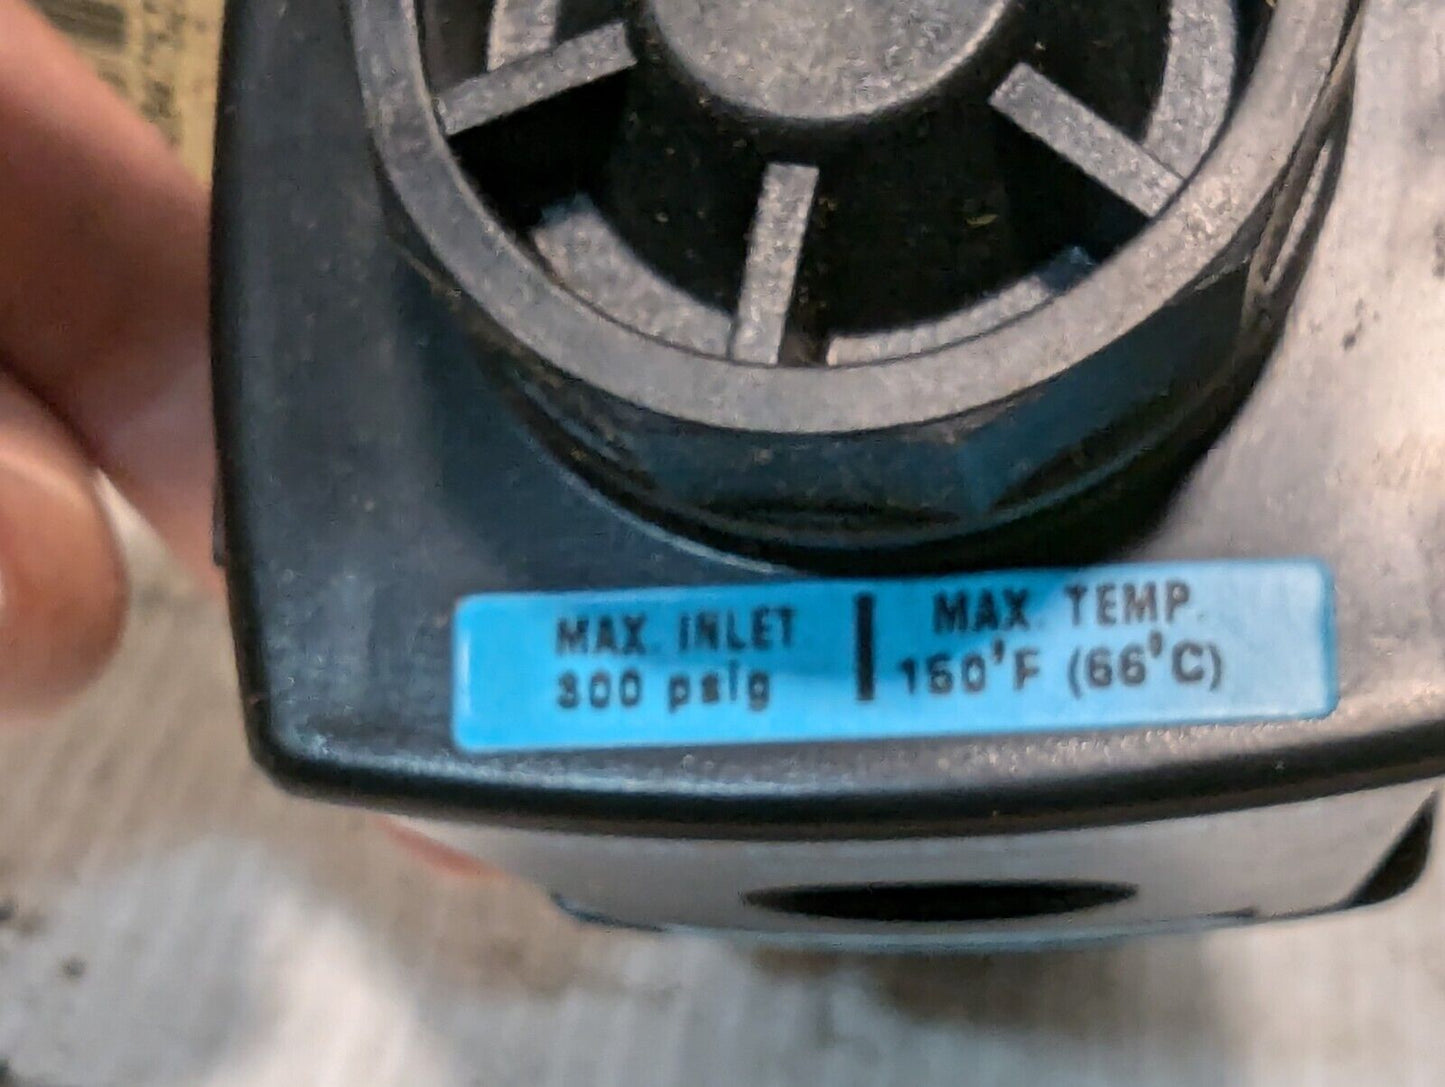 MAX. INLET
300 psig
MAX. TEMP.
150°F (66°C)